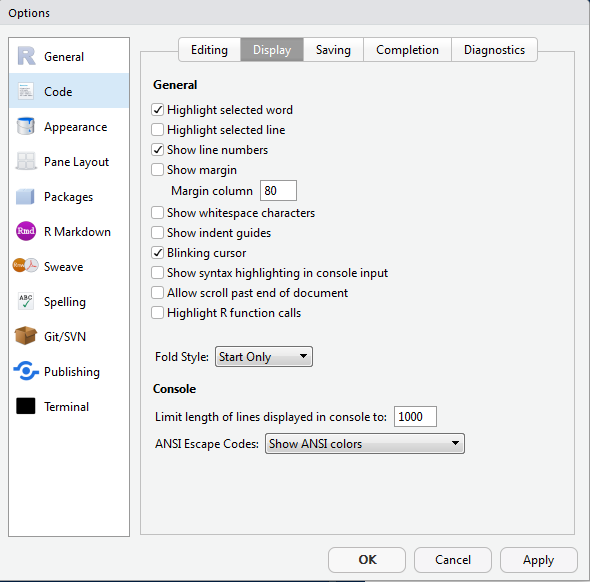 Options
General
Code
Appearance
Pane Layout
Packages
Rmd R Markdown
Sweave
ABC Spelling
Git/SVN
Publishing
Terminal
Editing Display Saving Completion Diagnostics
General
Highlight selected word
Highlight selected line
Show line numbers
Show margin
Margin column 80
Show whitespace characters
Show indent guides
Blinking cursor
Show syntax highlighting in console input
Allow scroll past end of document
Highlight R function calls
Fold Style: Start Only
Console
Limit length of lines displayed in console to: 1000
ANSI Escape Codes: Show ANSI colors
OK Cancel Apply